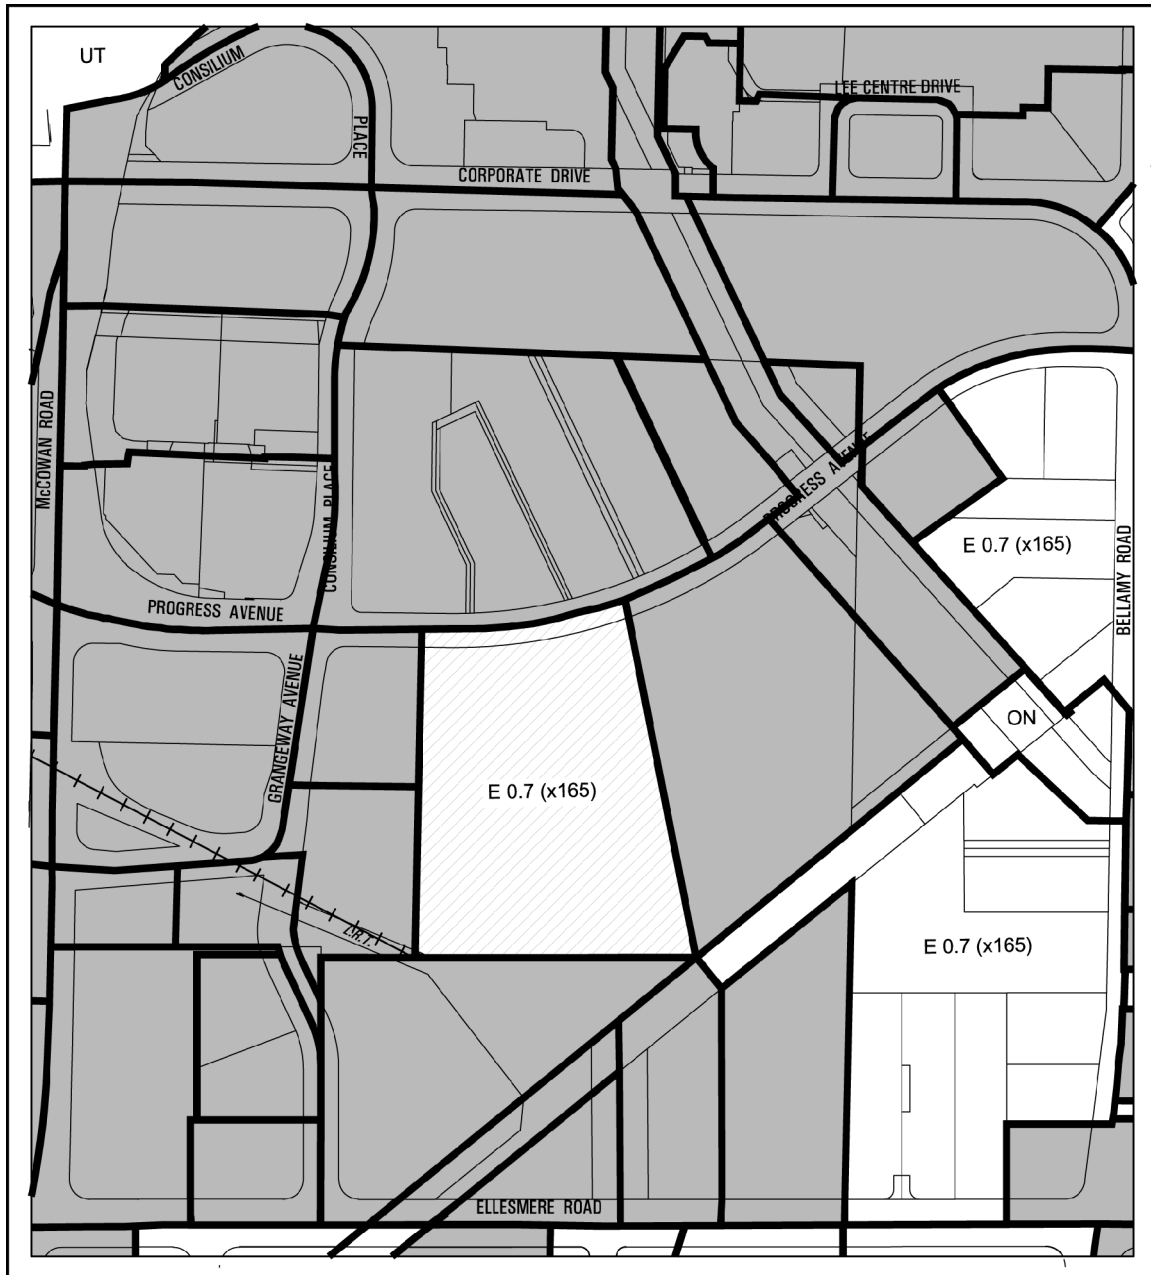 UT
CONSILIUM
PLACE
LEE CENTRE DRIVE
CORPORATE DRIVE
McCOWAN ROAD
CONSILIUM PLACE
PROGRESS AVENUE
E 0.7 (x165)
BELLAMY ROAD
PROGRESS AVENUE
GRANGEWAY AVENUE
ON
E 0.7 (x165)
L.R.T.
E 0.7 (x165)
ELLESMERE ROAD